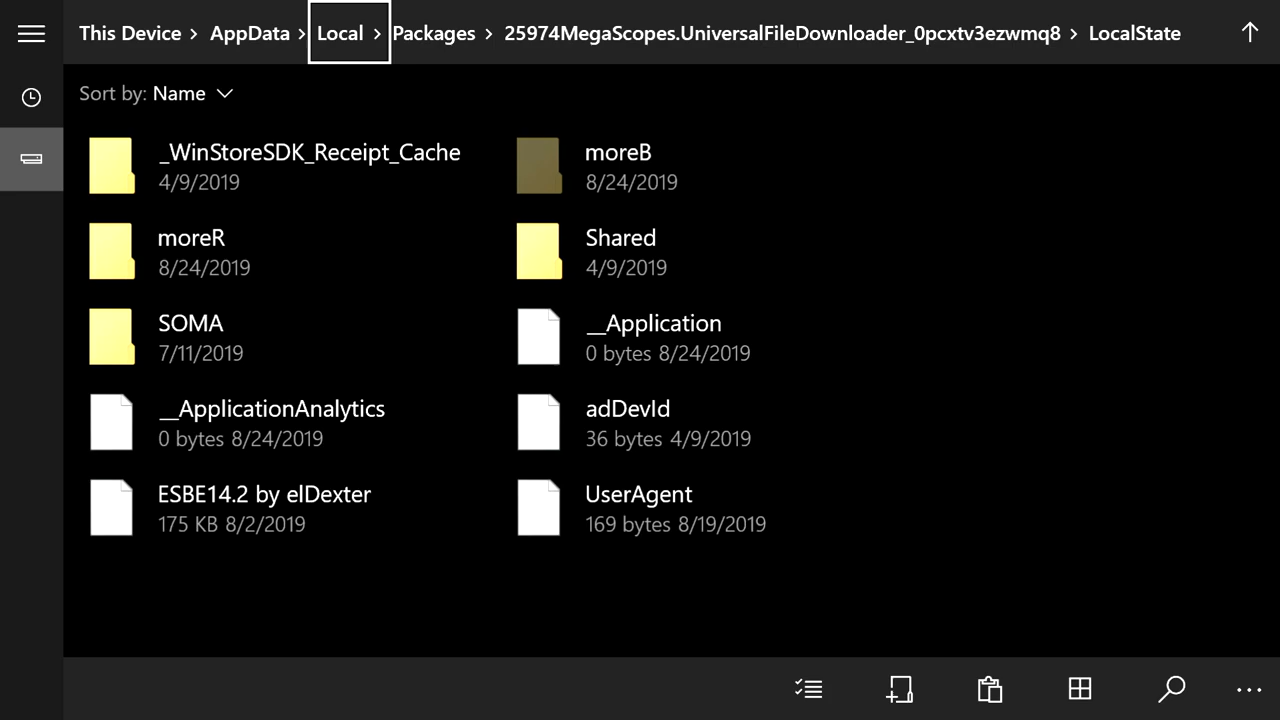 This Device > AppData > Local > Packages > 25974MegaScopes.UniversalFileDownloader_0pcxtv3ezwmq8 > LocalState
Sort by: Name
_WinStoreSDK_Receipt_Cache
4/9/2019
moreB
8/24/2019
moreR
8/24/2019
Shared
4/9/2019
SOMA
7/11/2019
__Application
0 bytes 8/24/2019
__ApplicationAnalytics
0 bytes 8/24/2019
adDevId
36 bytes 4/9/2019
ESBE14.2 by elDexter
175 KB 8/2/2019
UserAgent
169 bytes 8/19/2019